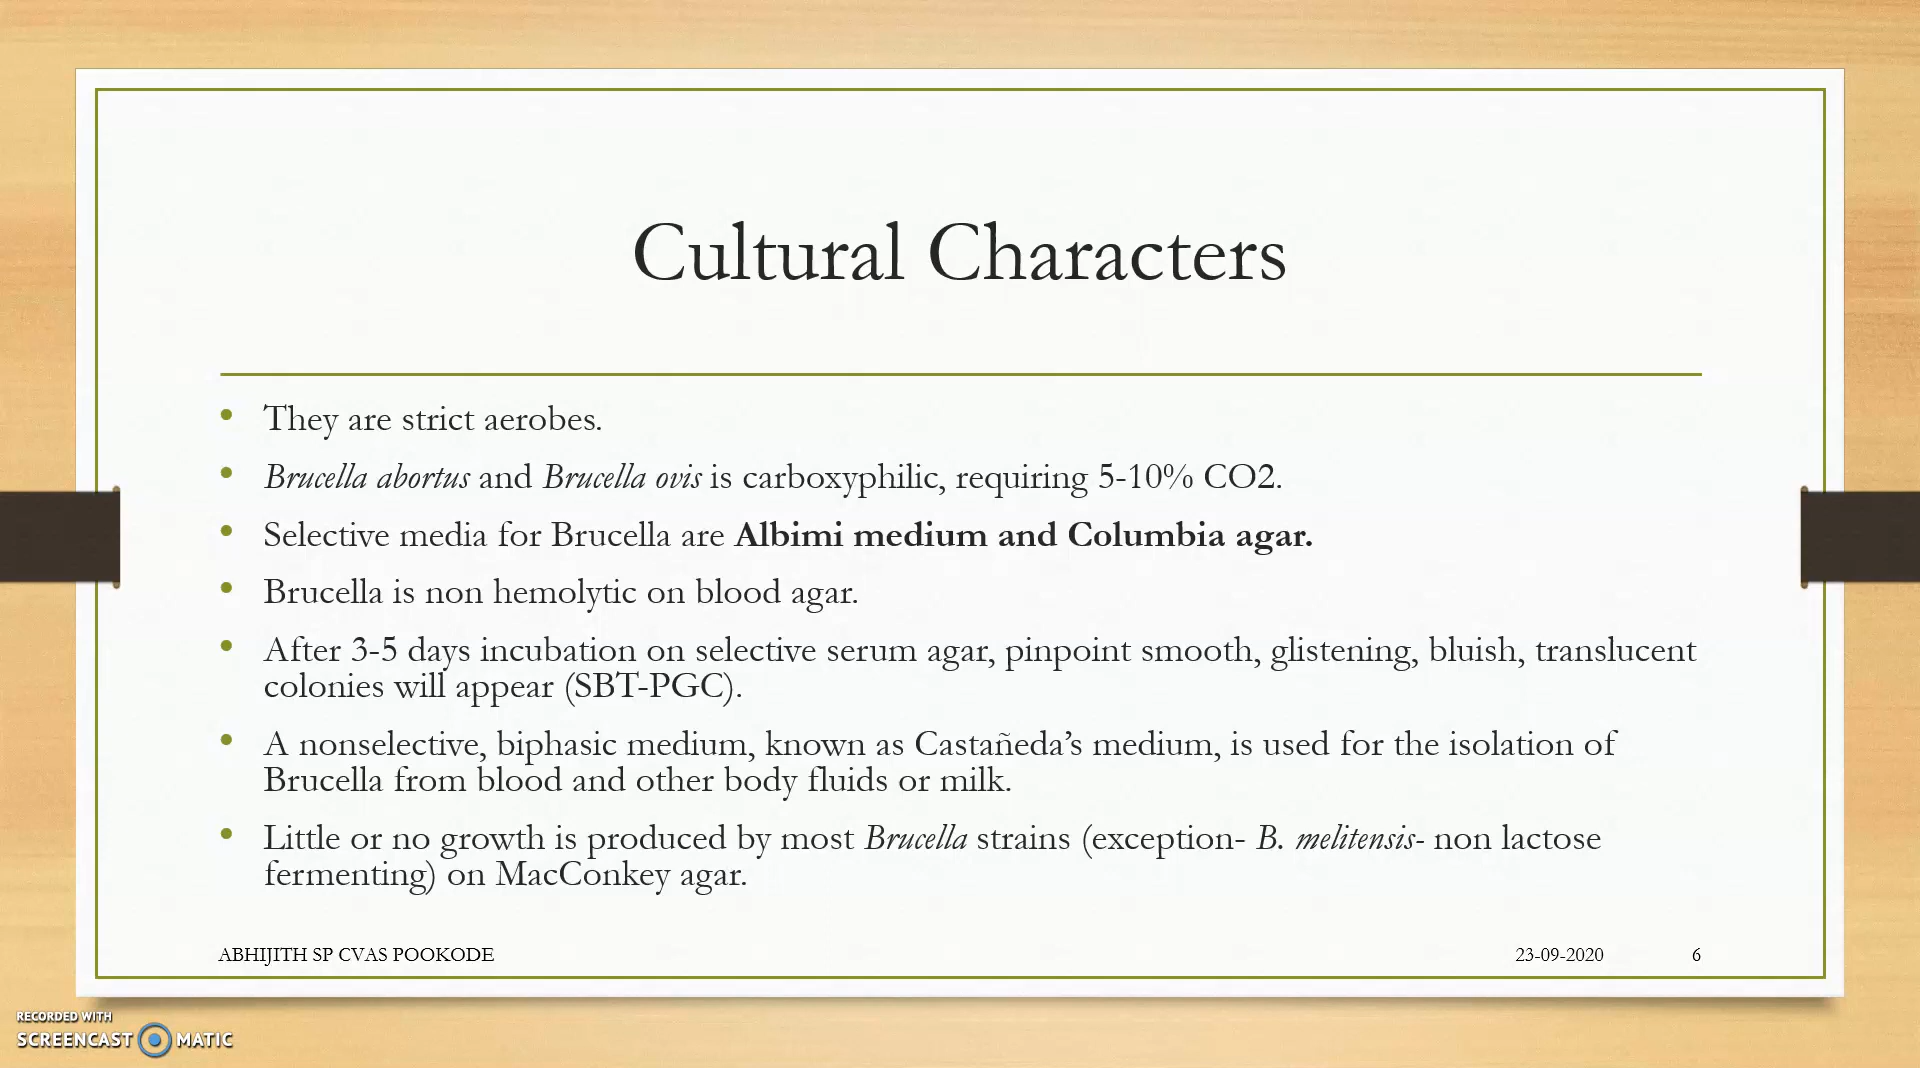 Cultural Characters
• They are strict aerobes.
• Brucella abortus and Brucella ovis is carboxyphilic, requiring 5-10% CO2.
• Selective media for Brucella are Albimi medium and Columbia agar.
• Brucella is non hemolytic on blood agar.
• After 3-5 days incubation on selective serum agar, pinpoint smooth, glistening, bluish, translucent
colonies will appear (SBT-PGC).
• A nonselective, biphasic medium, known as Castañeda’s medium, is used for the isolation of
Brucella from blood and other body fluids or milk.
• Little or no growth is produced by most Brucella strains (exception- B. melitensis- non lactose
fermenting) on MacConkey agar.
ABHIJITH SP CVAS POOKODE 23-09-2020 6
RECORDED WITH
SCREENCAST MATIC